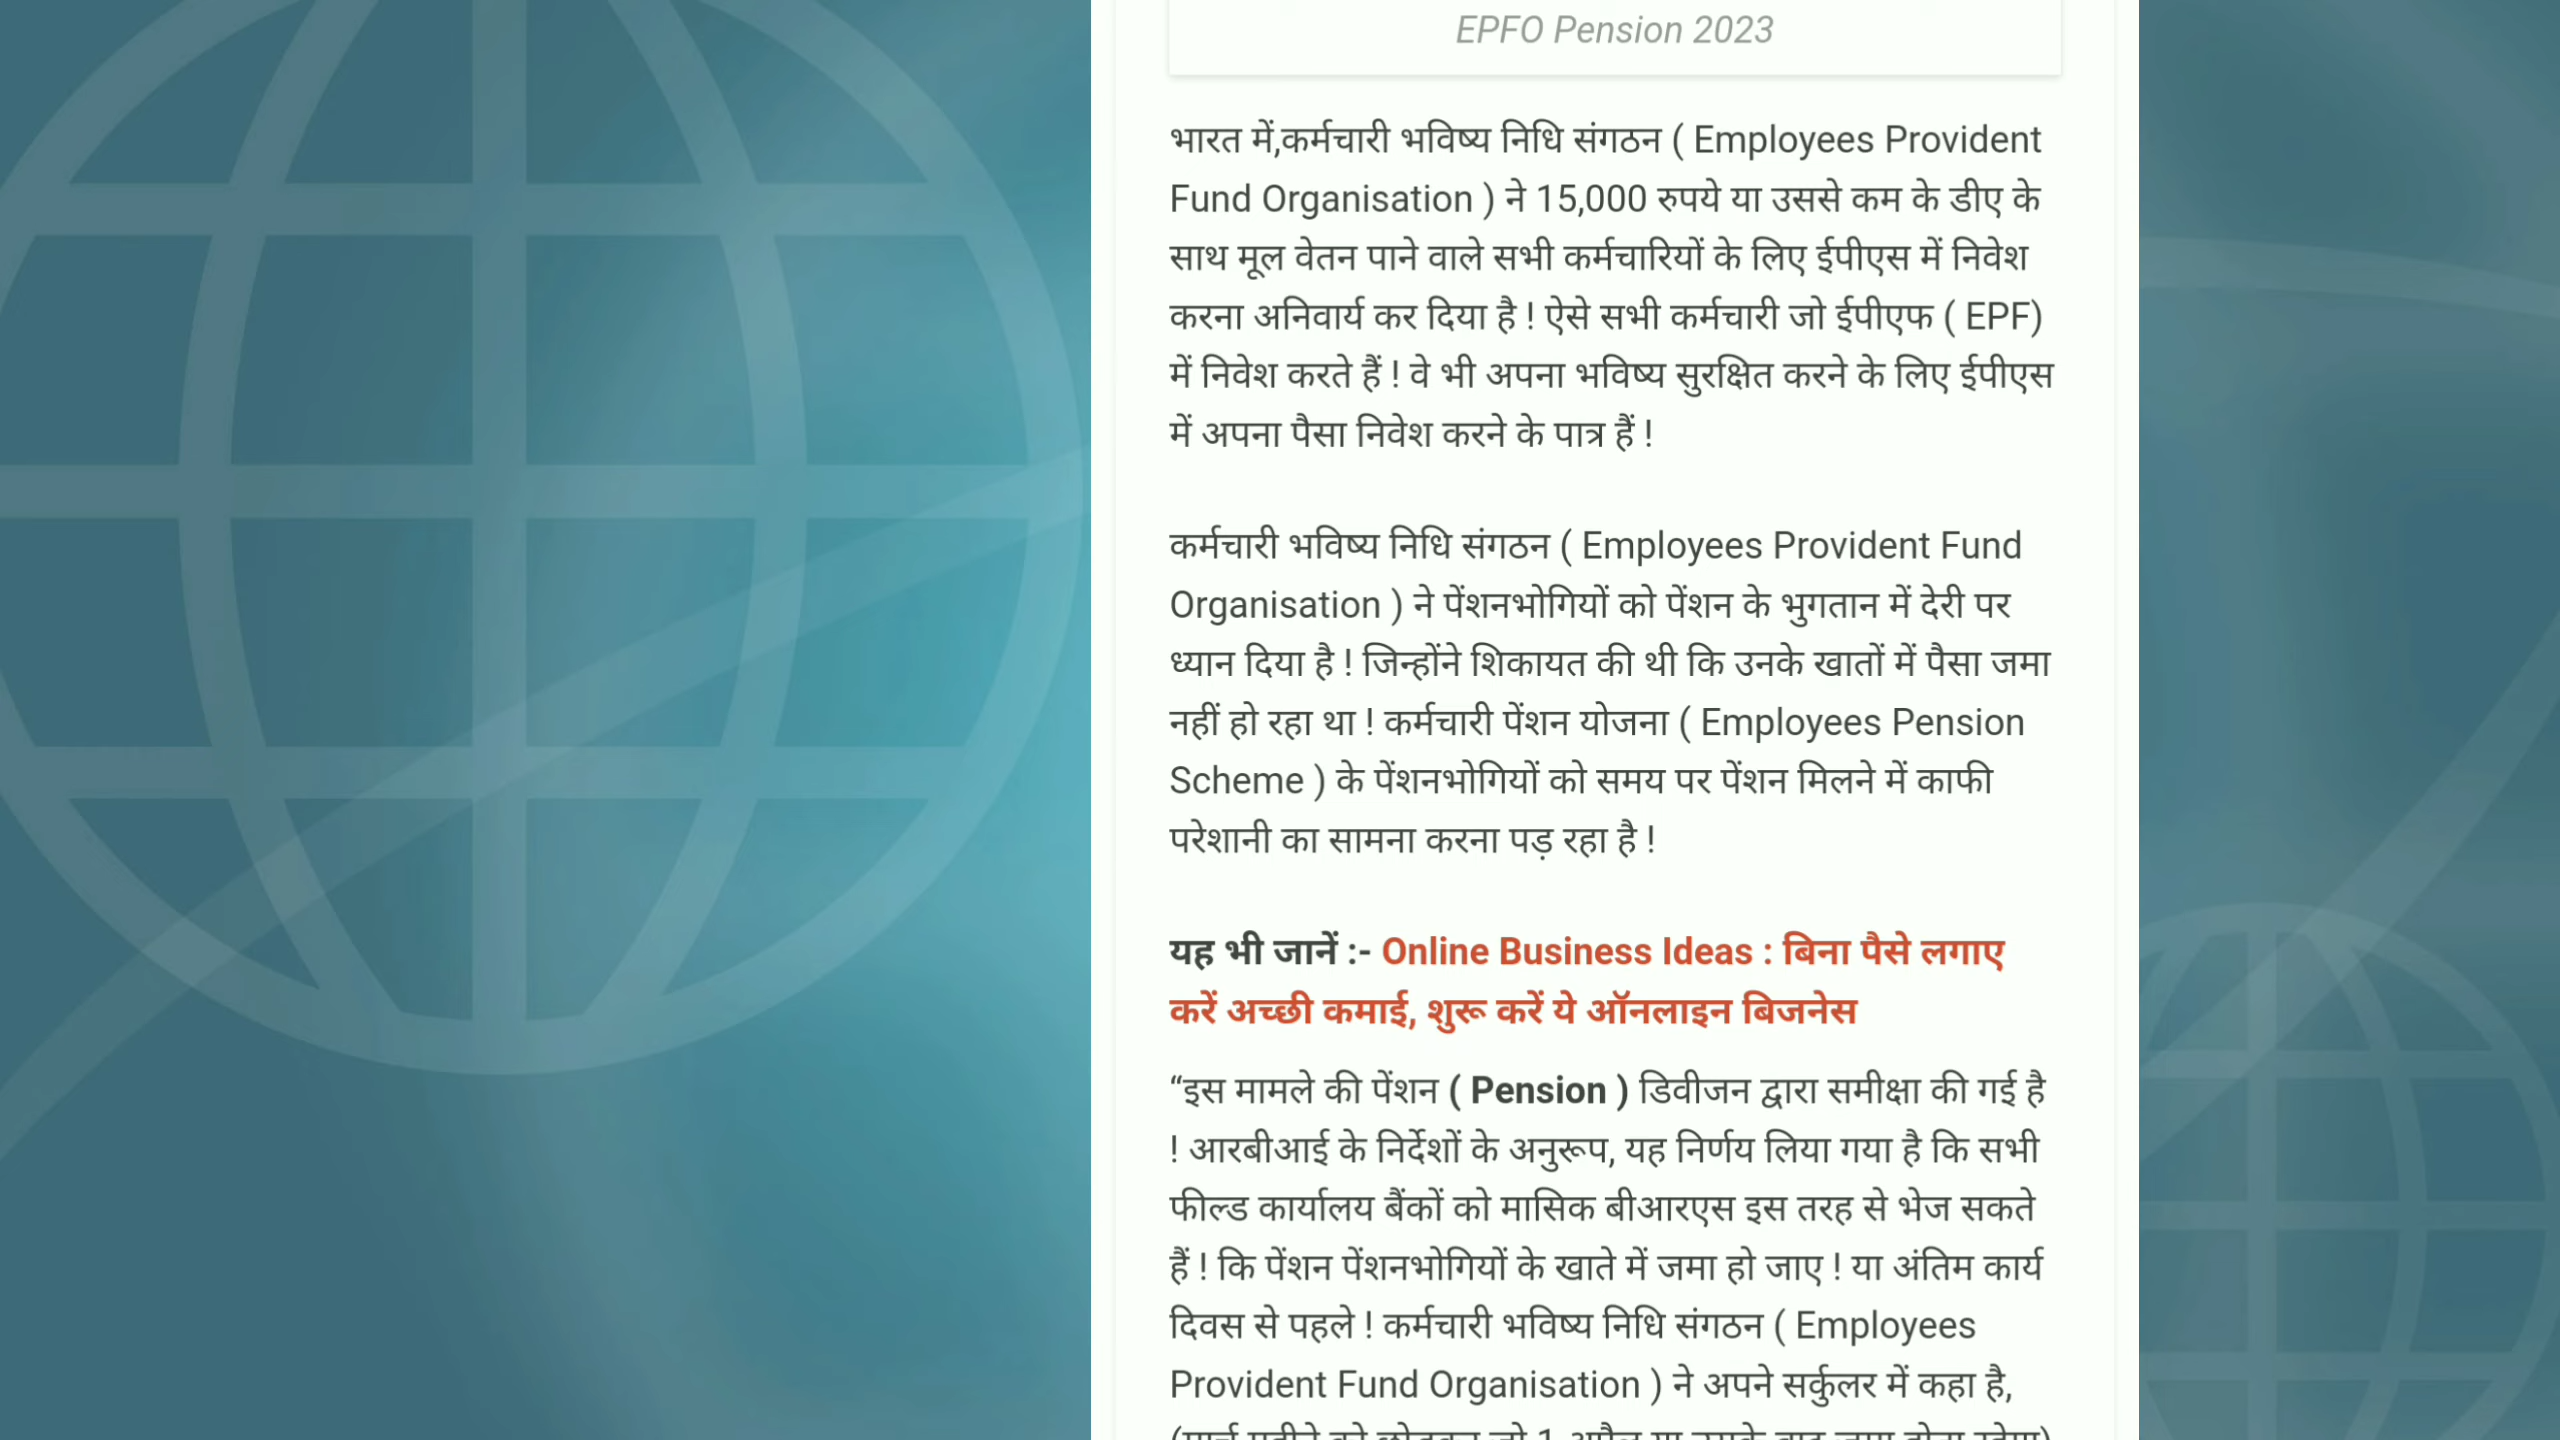 EPFO Pension 2023
भारत में,कर्मचारी भविष्य निधि संगठन ( Employees Provident
Fund Organisation ) ने 15,000 रुपये या उससे कम के डीए के
साथ मूल वेतन पाने वाले सभी कर्मचारियों के लिए ईपीएस में निवेश
करना अनिवार्य कर दिया है ! ऐसे सभी कर्मचारी जो ईपीएफ ( EPF)
में निवेश करते हैं ! वे भी अपना भविष्य सुरक्षित करने के लिए ईपीएस
में अपना पैसा निवेश करने के पात्र हैं !
कर्मचारी भविष्य निधि संगठन ( Employees Provident Fund
Organisation ) ने पेंशनभोगियों को पेंशन के भुगतान में देरी पर
ध्यान दिया है ! जिन्होंने शिकायत की थी कि उनके खातों में पैसा जमा
नहीं हो रहा था ! कर्मचारी पेंशन योजना ( Employees Pension
Scheme ) के पेंशनभोगियों को समय पर पेंशन मिलने में काफी
परेशानी का सामना करना पड़ रहा है !
यह भी जानें :- Online Business Ideas : बिना पैसे लगाए
करें अच्छी कमाई, शुरू करें ये ऑनलाइन बिजनेस
“इस मामले की पेंशन ( Pension ) डिवीजन द्वारा समीक्षा की गई है
! आरबीआई के निर्देशों के अनुरूप, यह निर्णय लिया गया है कि सभी
फील्ड कार्यालय बैंकों को मासिक बीआरएस इस तरह से भेज सकते
हैं ! कि पेंशन पेंशनभोगियों के खाते में जमा हो जाए ! या अंतिम कार्य
दिवस से पहले ! कर्मचारी भविष्य निधि संगठन ( Employees
Provident Fund Organisation ) ने अपने सर्कुलर में कहा है,